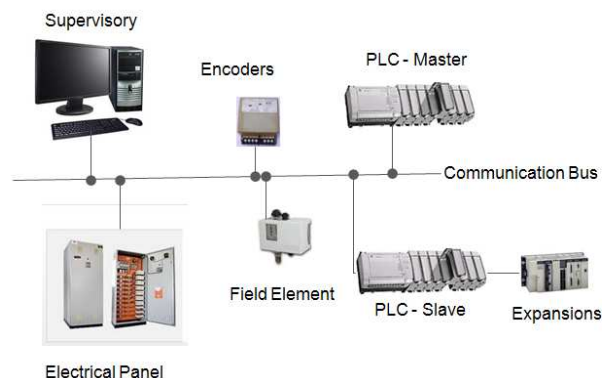 Supervisory
Encoders
PLC - Master
Communication Bus
Field Element
PLC - Slave
Expansions
Electrical Panel